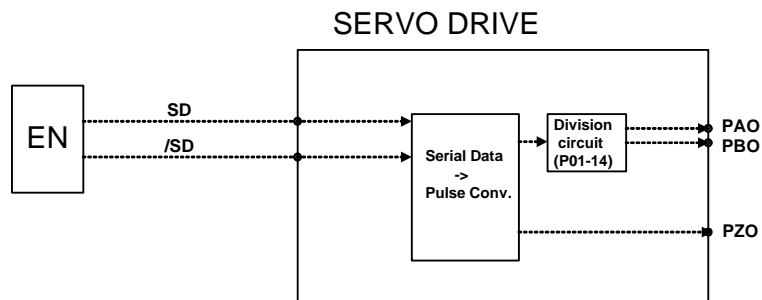 SERVO DRIVE
EN
SD
/SD
Serial Data
->
Pulse Conv.
Division
circuit
(P01-14)
PAO
PBO
PZO